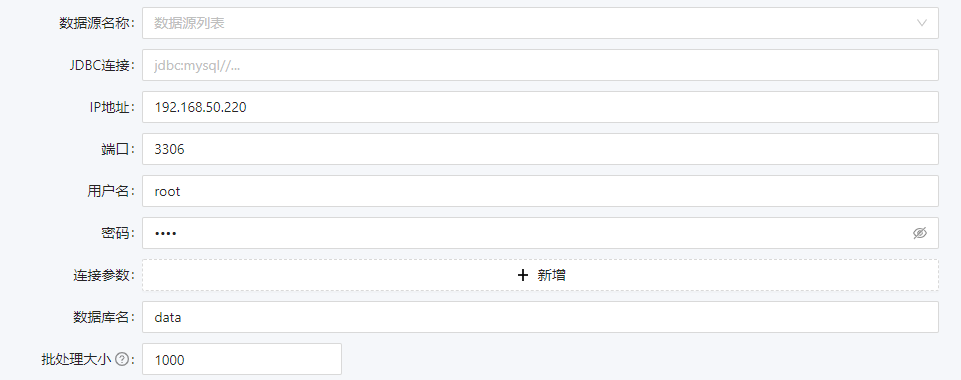 数据源名称: 数据源列表
JDBC连接: jdbc:mysql//...
IP地址: 192.168.50.220
端口: 3306
用户名: root
密码: ••••
连接参数: + 新增
数据库名: data
批处理大小 ?: 1000